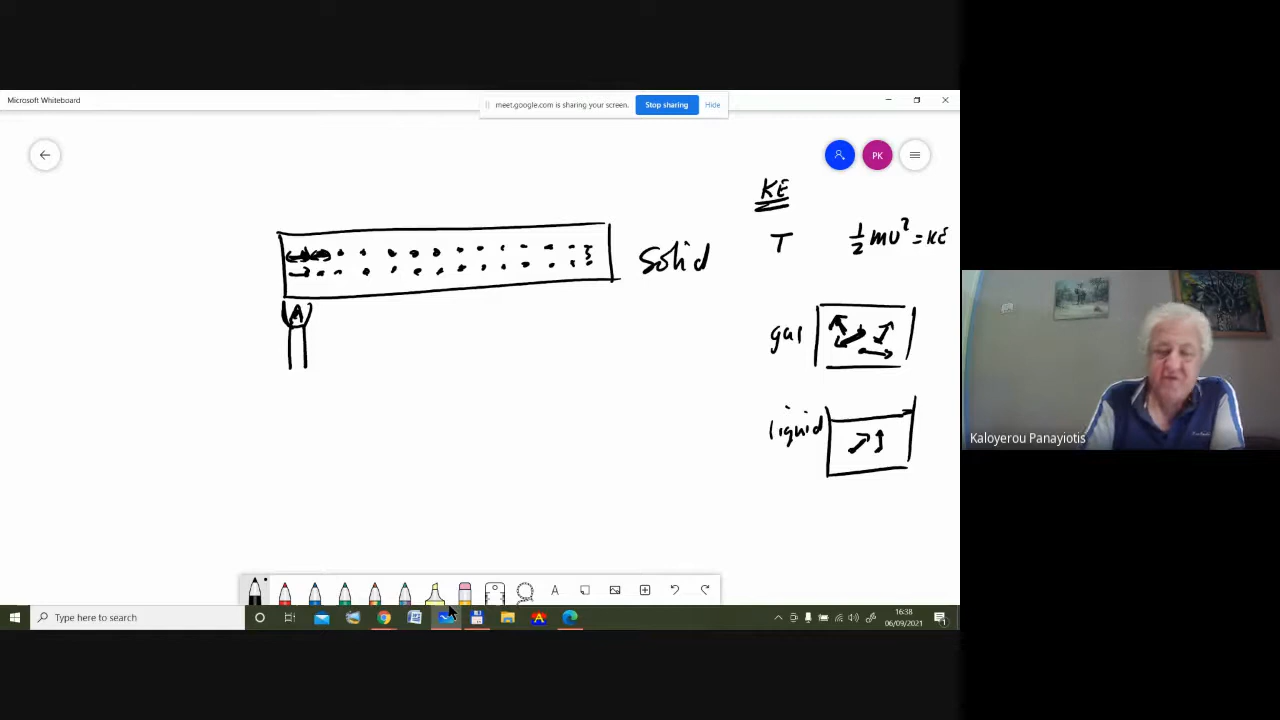 Microsoft Whiteboard
meet.google.com is sharing your screen.
Stop sharing
Hide
PK
KE
T
½mv²=KE
Solid
gas
liquid
Kaloyerou Panayiotis
A
Type here to search
16:38
06/09/2021